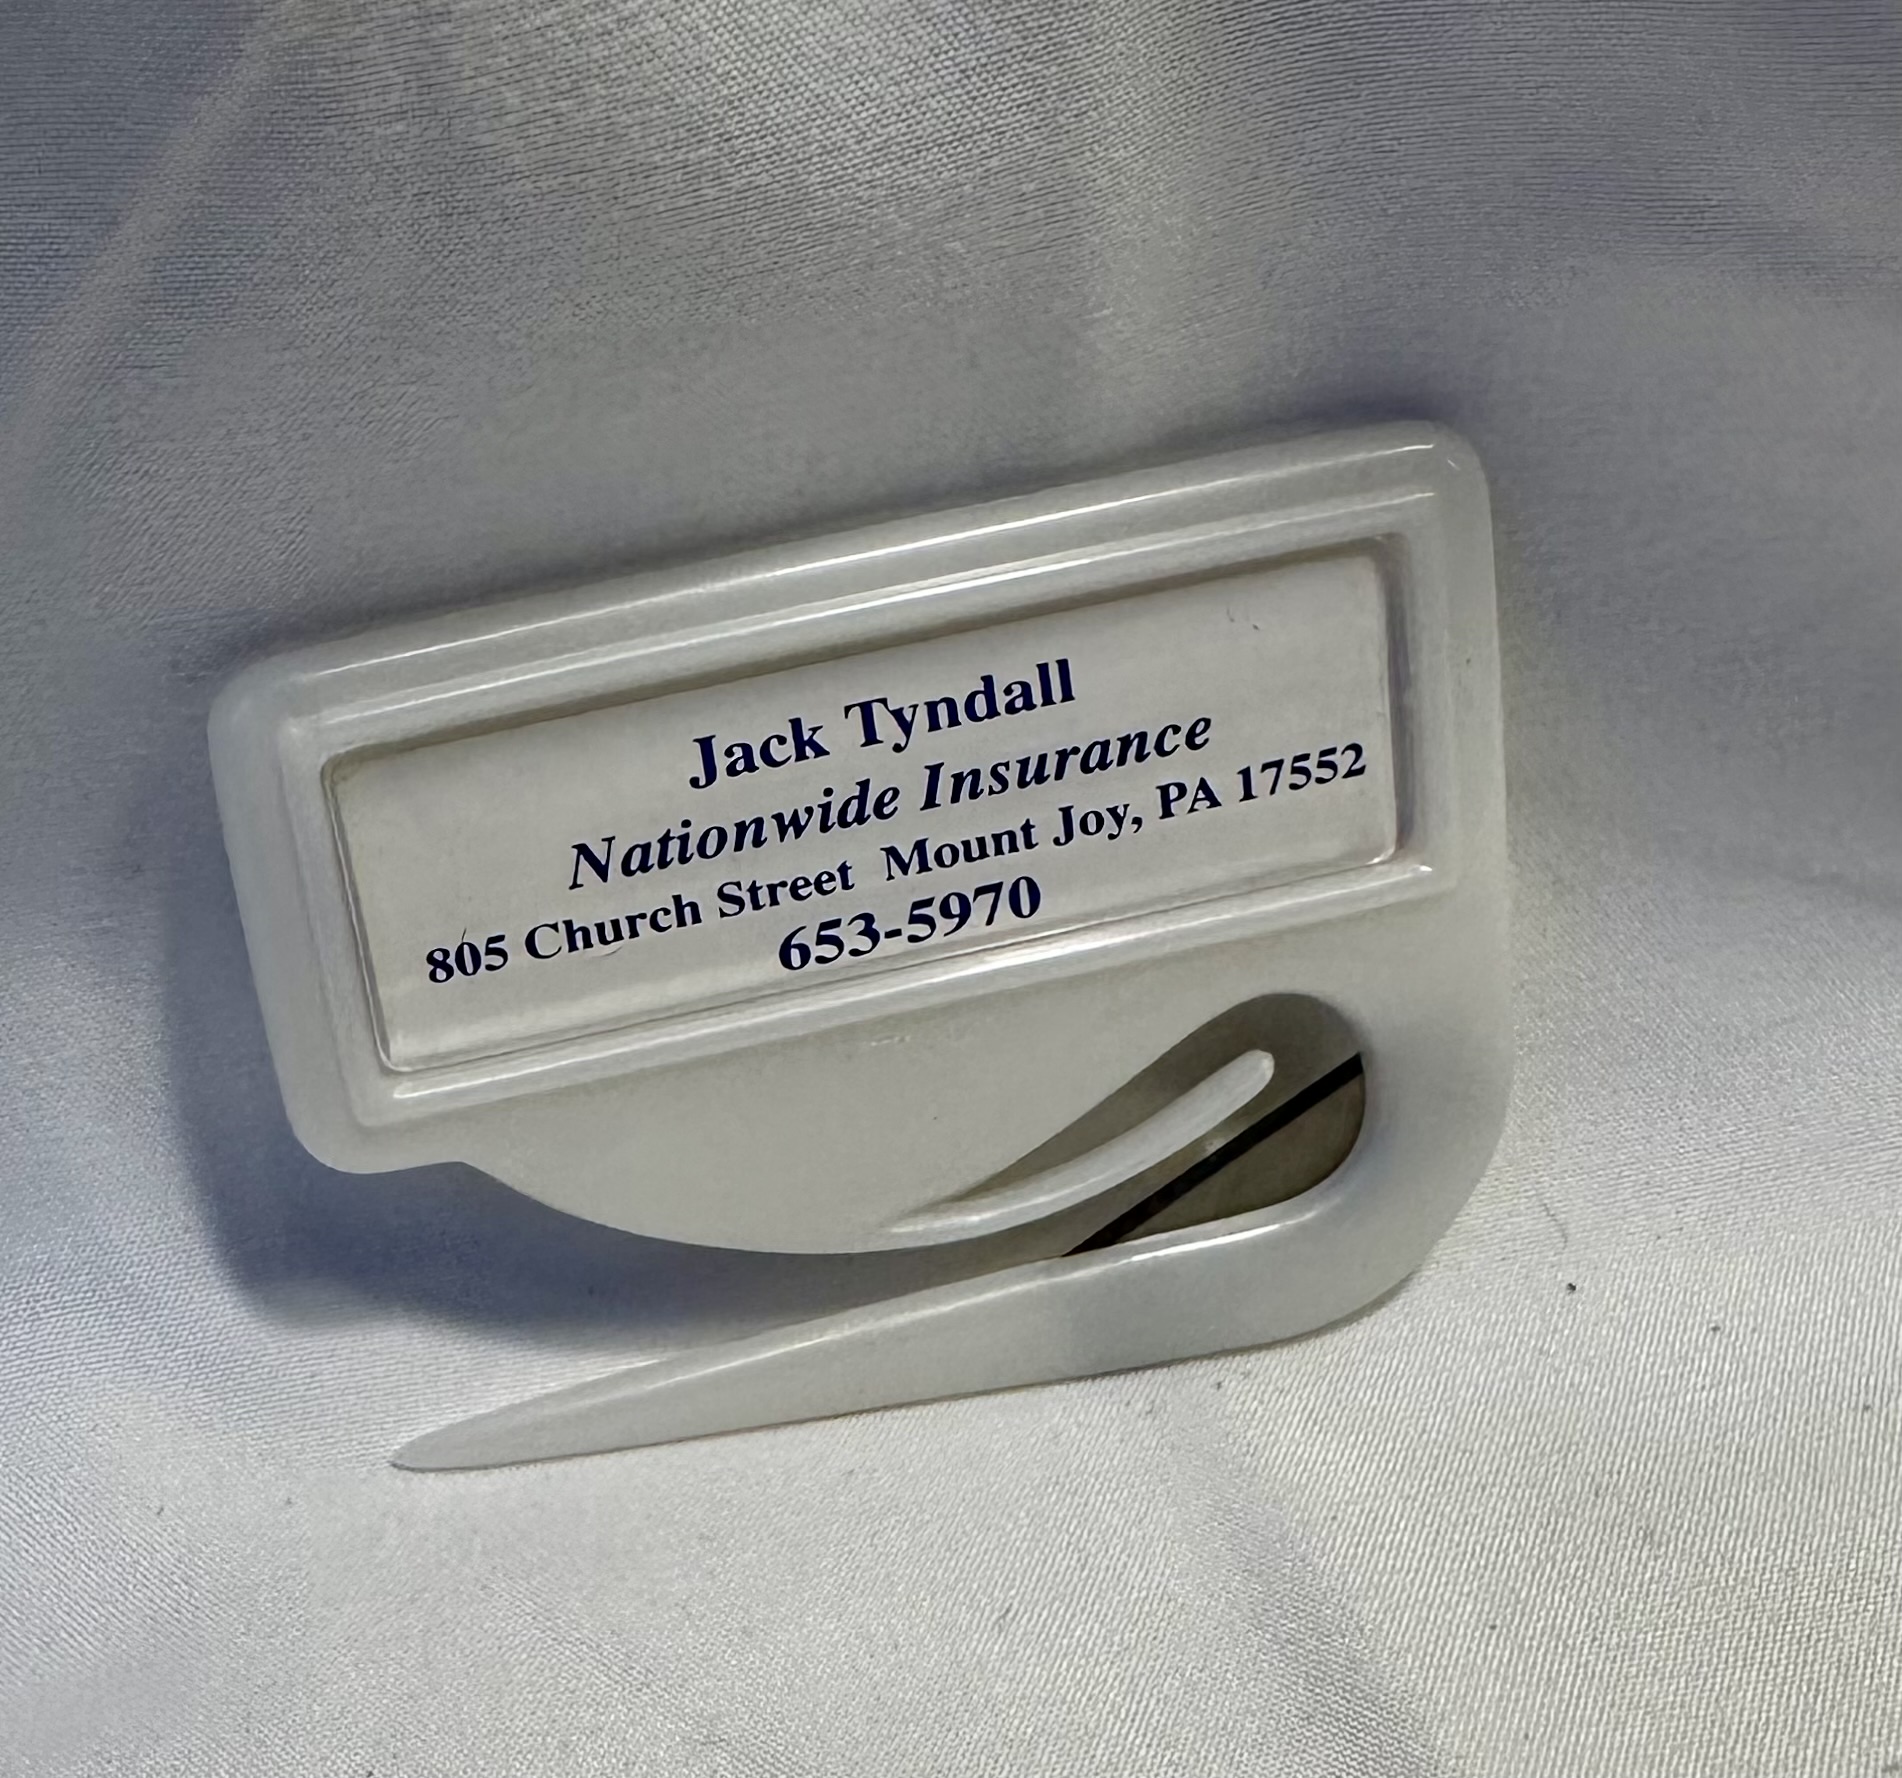 Jack Tyndall
Nationwide Insurance
805 Church Street Mount Joy, PA 17552
653-5970